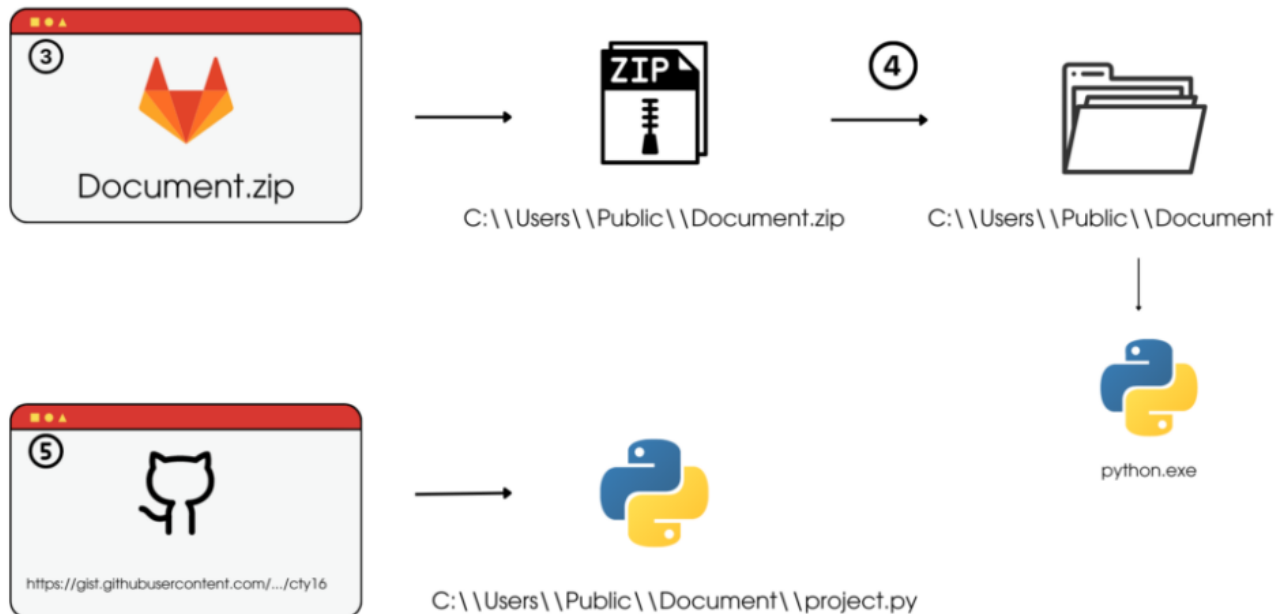 3
Document.zip
ZIP
C:\\Users\\Public\\Document.zip
4
C:\\Users\\Public\\Document
python.exe
5
https://gist.githubusercontent.com/.../cty16
C:\\Users\\Public\\Document\\project.py